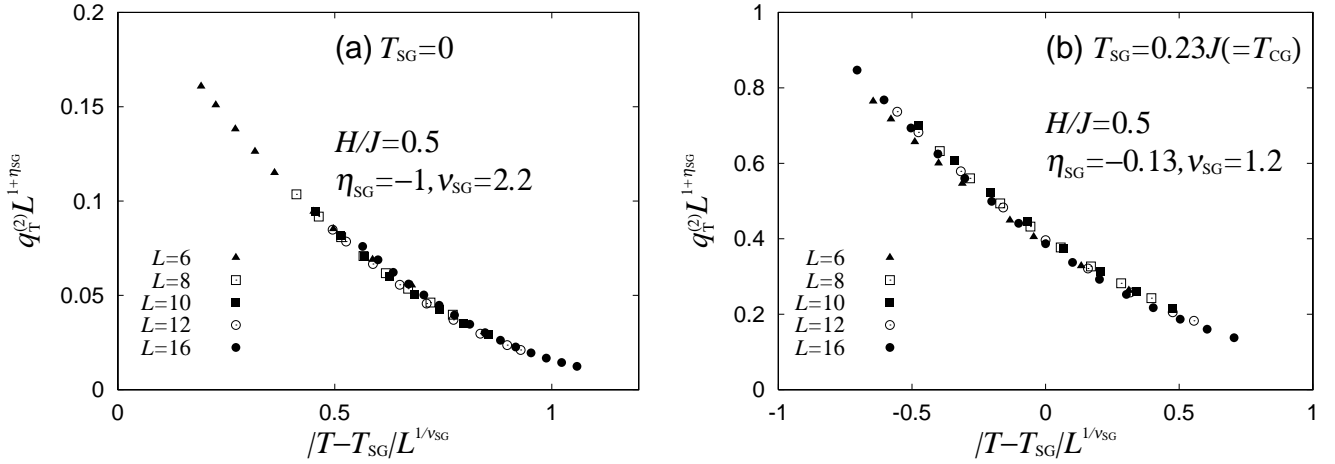 (a) T_SG=0
H/J=0.5
η_SG=−1, ν_SG=2.2
q_T^(2) L^(1+η_SG)
0.2
0.15
0.1
0.05
0
L=6
L=8
L=10
L=12
L=16
0
0.5
1
|T−T_SG|L^(1/ν_SG)
(b) T_SG=0.23J(=T_CG)
H/J=0.5
η_SG=−0.13, ν_SG=1.2
q_T^(2) L^(1+η_SG)
1
0.8
0.6
0.4
0.2
0
L=6
L=8
L=10
L=12
L=16
-1
-0.5
0
0.5
1
|T−T_SG|L^(1/ν_SG)